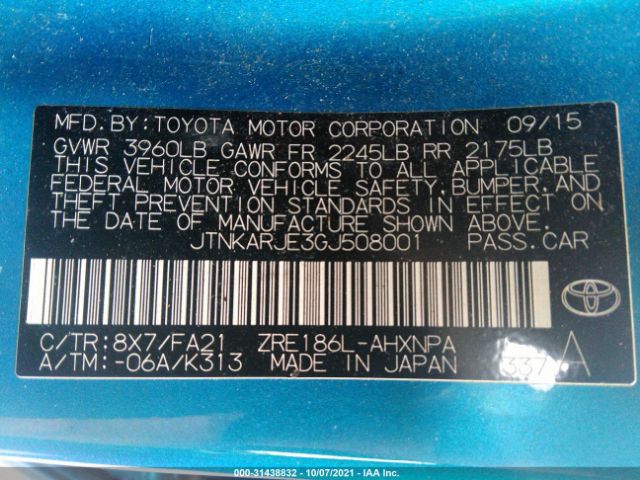 MFD. BY: TOYOTA MOTOR CORPORATION 09/15
GVWR 3960LB GAWR FR 2245LB RR 2175LB
THIS VEHICLE CONFORMS TO ALL APPLICABLE
FEDERAL MOTOR VEHICLE SAFETY, BUMPER, AND
THEFT PREVENTION STANDARDS IN EFFECT ON
THE DATE OF MANUFACTURE SHOWN ABOVE.
JTNKARJE3GJ508001 PASS.CAR
C/TR: 8X7/FA21 ZRE186L-AHXNPA
A/TM: -06A/K313 MADE IN JAPAN 337 A
000-31438832 - 10/07/2021 - IAA Inc.